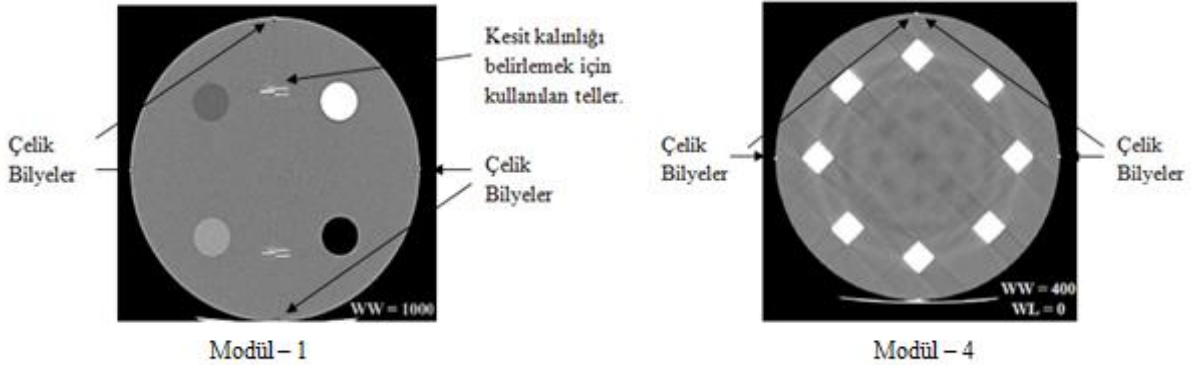 Kesit kalınlığı
belirlemek için
kullanılan teller.
Çelik
Bilyeler
Çelik
Bilyeler
WW = 1000
Modül – 1
Çelik
Bilyeler
Çelik
Bilyeler
WW = 400
WL = 0
Modül – 4